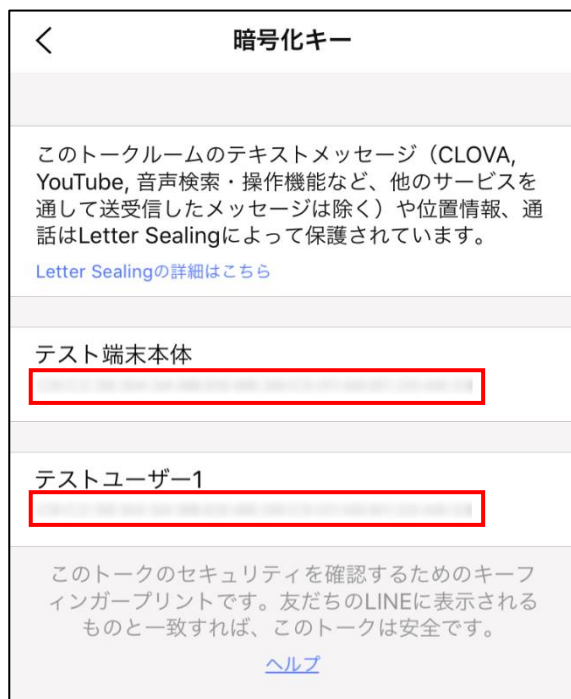 暗号化キー
このトークルームのテキストメッセージ（CLOVA,
YouTube, 音声検索・操作機能など、他のサービスを
通して送受信したメッセージは除く）や位置情報、通
話はLetter Sealingによって保護されています。
Letter Sealingの詳細はこちら
テスト端末本体
テストユーザー1
このトークのセキュリティを確認するためのキーフ
ィンガープリントです。友だちのLINEに表示される
ものと一致すれば、このトークは安全です。
ヘルプ